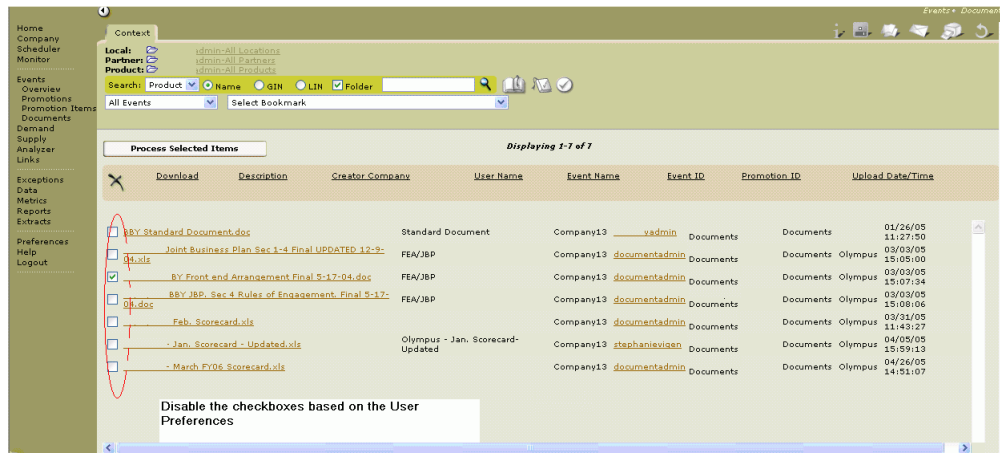 Events • Document
Home
Company
Scheduler
Monitor
Events
Overview
Promotions
Promotion Items
Documents
Demand
Supply
Analyzer
Links
Exceptions
Data
Metrics
Reports
Extracts
Preferences
Help
Logout
Context
Local: dmin-All Locations
Partner: dmin-All Partners
Product: dmin-All Products
Search: Product Name GIN LIN Folder
All Events Select Bookmark
Process Selected Items Displaying 1-7 of 7
Download Description Creator Company User Name Event Name Event ID Promotion ID Upload Date/Time
BBY Standard Document.doc Standard Document Company13 vadmin Documents Documents 01/26/05 11:27:50
Joint Business Plan Sec 1-4 Final UPDATED 12-9-
04.xls FEA/JBP Company13 documentadmin Documents Documents Olympus 03/03/05 15:05:00
BY Front end Arrangement Final 5-17-04.doc FEA/JBP Company13 documentadmin Documents Documents Olympus 03/03/05 15:07:34
BBY JBP. Sec 4 Rules of Engagement. Final 5-17-
04.doc FEA/JBP Company13 documentadmin Documents Documents Olympus 03/03/05 15:08:06
Feb. Scorecard.xls Company13 documentadmin Documents Documents Olympus 03/31/05 11:43:27
- Jan. Scorecard - Updated.xls Olympus - Jan. Scorecard-
Updated Company13 stephanievigen Documents Documents Olympus 04/05/05 15:59:13
- March FY06 Scorecard.xls Company13 documentadmin Documents Documents Olympus 04/26/05 14:51:07
Disable the checkboxes based on the User
Preferences